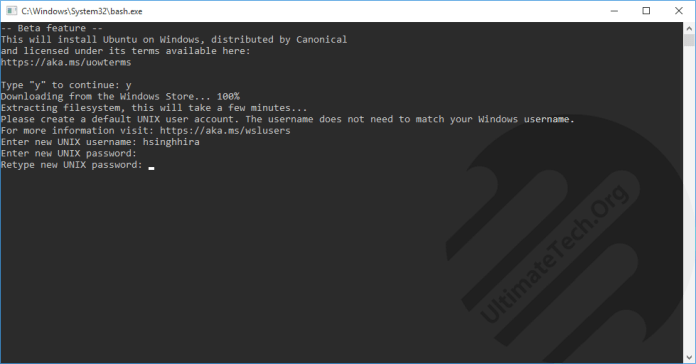 C:\Windows\System32\bash.exe
-- Beta feature --
This will install Ubuntu on Windows, distributed by Canonical
and licensed under its terms available here:
https://aka.ms/uowterms
Type "y" to continue: y
Downloading from the Windows Store... 100%
Extracting filesystem, this will take a few minutes...
Please create a default UNIX user account. The username does not need to match your Windows username.
For more information visit: https://aka.ms/wslusers
Enter new UNIX username: hsinghhira
Enter new UNIX password:
Retype new UNIX password:
UltimateTech.Org